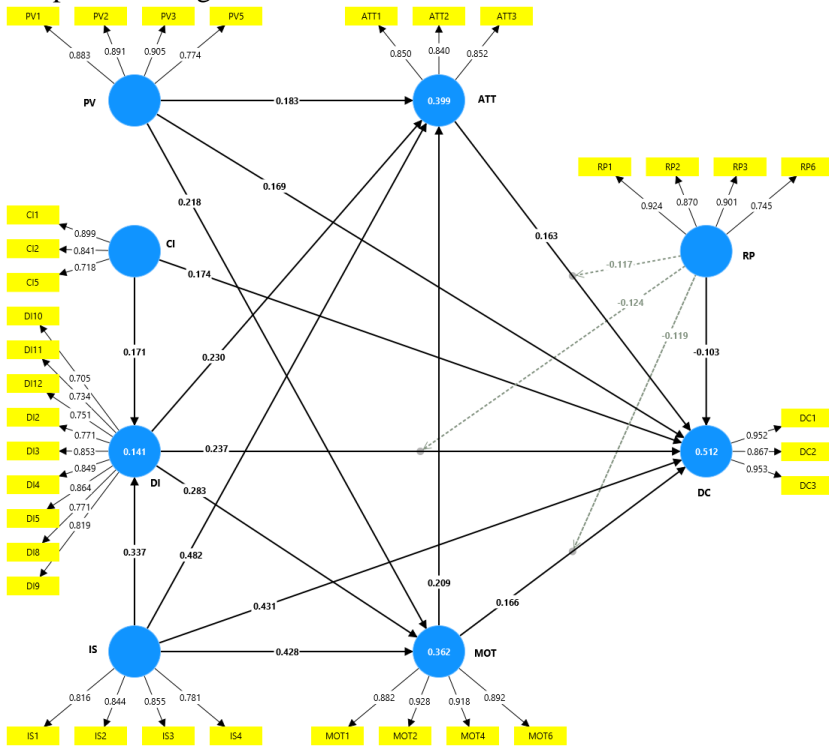 PV1 PV2 PV3 PV5 ATT1 ATT2 ATT3
0.883 0.891 0.905 0.774 0.850 0.840 0.852
PV 0.183 0.399 ATT
RP1 RP2 RP3 RP6
0.924 0.870 0.901 0.745
0.169
0.218
CI1
0.899
CI2 0.841 CI
CI5 0.718
0.163
RP
-0.117
0.174
-0.124
-0.119
DI10
DI11 0.705
0.734
DI12 0.751
0.171
0.230
-0.103
DI2 0.771
DI3 0.853 0.141 DI 0.237
DI4 0.849
DI5 0.864
0.771
DI8 0.819
DI9
0.283
0.512 DC
DC1
0.952
DC2 0.867
DC3 0.953
0.337
0.482
0.431
0.209
0.166
IS 0.428 0.362 MOT
0.816 0.844 0.855 0.781 0.882 0.928 0.918 0.892
IS1 IS2 IS3 IS4 MOT1 MOT2 MOT4 MOT6